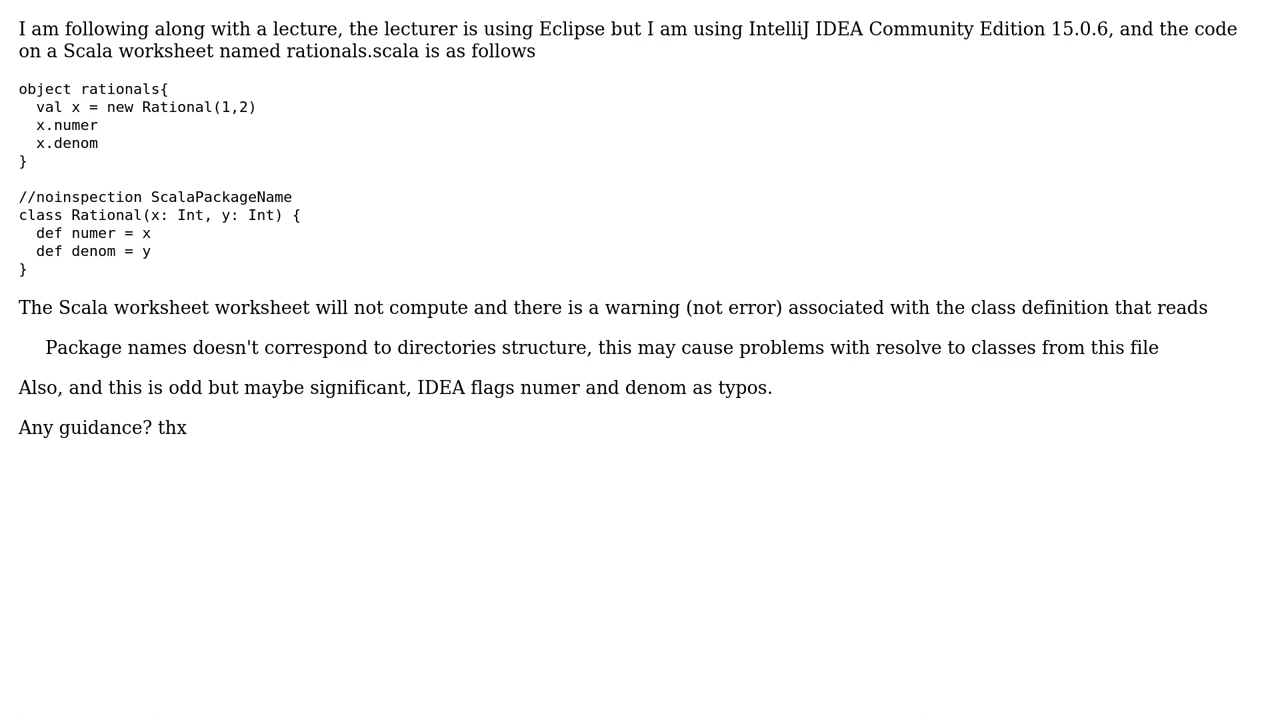 I am following along with a lecture, the lecturer is using Eclipse but I am using IntelliJ IDEA Community Edition 15.0.6, and the code
on a Scala worksheet named rationals.scala is as follows
object rationals{
  val x = new Rational(1,2)
  x.numer
  x.denom
}
//noinspection ScalaPackageName
class Rational(x: Int, y: Int) {
  def numer = x
  def denom = y
}
The Scala worksheet worksheet will not compute and there is a warning (not error) associated with the class definition that reads
Package names doesn't correspond to directories structure, this may cause problems with resolve to classes from this file
Also, and this is odd but maybe significant, IDEA flags numer and denom as typos.
Any guidance? thx